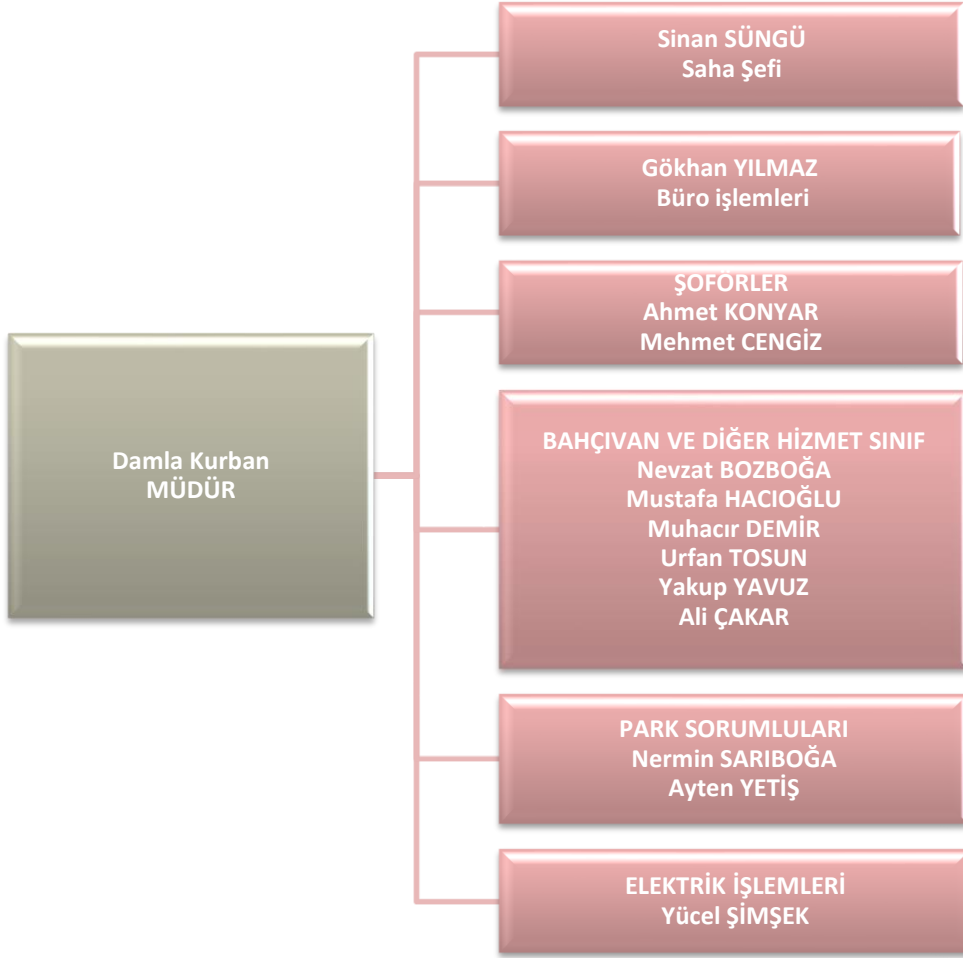 Sinan SÜNGÜ
Saha Şefi
Gökhan YILMAZ
Büro işlemleri
ŞOFÖRLER
Ahmet KONYAR
Mehmet CENGİZ
Damla Kurban
MÜDÜR
BAHÇIVAN VE DİĞER HİZMET SINIF
Nevzat BOZBOĞA
Mustafa HACIOĞLU
Muhacır DEMİR
Urfan TOSUN
Yakup YAVUZ
Ali ÇAKAR
PARK SORUMLULARI
Nermin SARIBOĞA
Ayten YETİŞ
ELEKTRİK İŞLEMLERİ
Yücel ŞİMŞEK